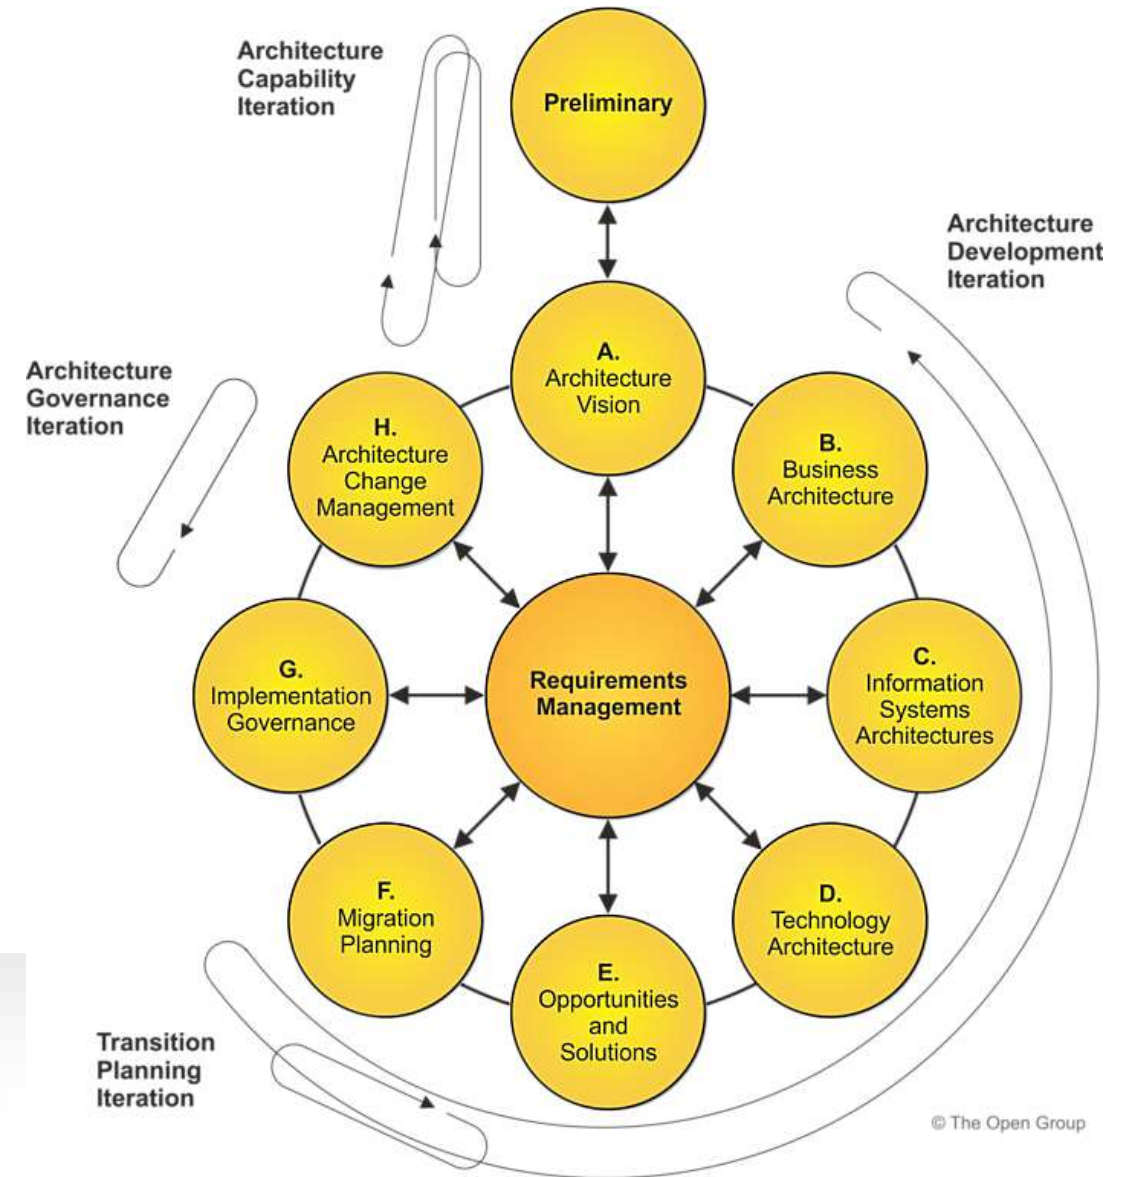 Architecture
Capability
Iteration
Preliminary
Architecture
Development
Iteration
A.
Architecture
Vision
Architecture
Governance
Iteration
H.
Architecture
Change
Management
B.
Business
Architecture
G.
Implementation
Governance
Requirements
Management
C.
Information
Systems
Architectures
F.
Migration
Planning
D.
Technology
Architecture
E.
Opportunities
and
Solutions
Transition
Planning
Iteration
© The Open Group